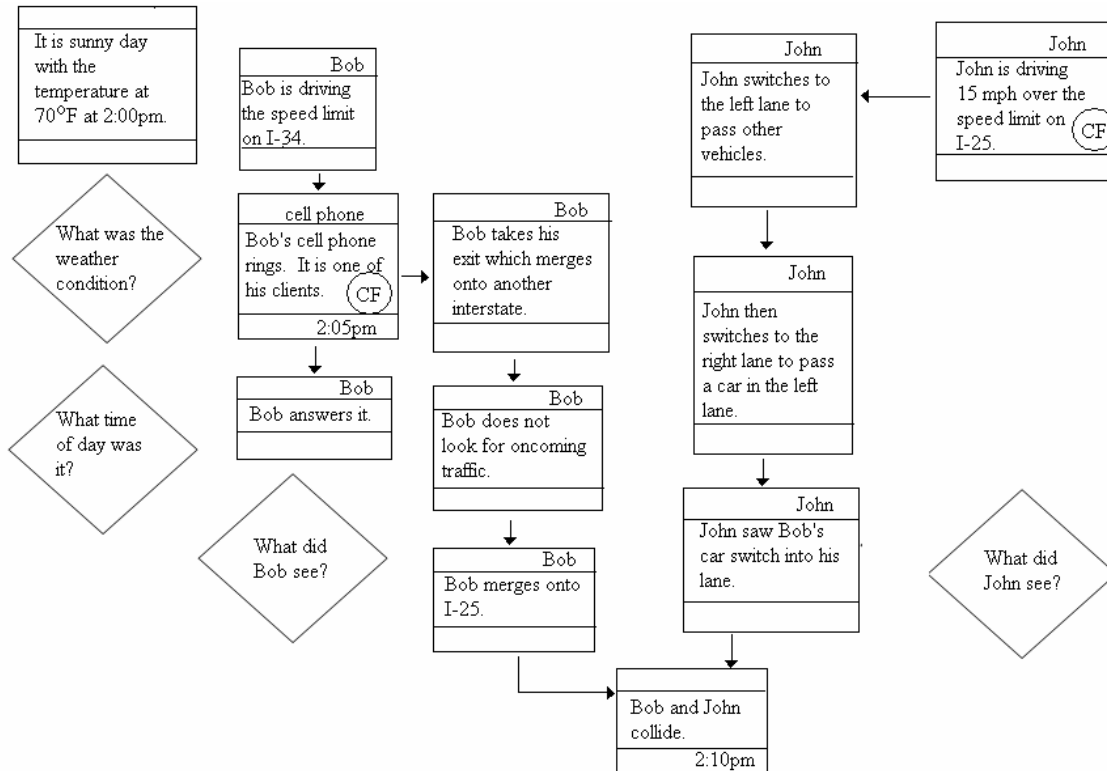 It is sunny day
with the
temperature at
70°F at 2:00pm.
What was the
weather
condition?
What time
of day was
it?
Bob
Bob is driving
the speed limit
on I-34.
cell phone
Bob's cell phone
rings. It is one of
his clients.
CF
2:05pm
Bob
Bob answers it.
What did
Bob see?
Bob
Bob takes his
exit which merges
onto another
interstate.
Bob
Bob does not
look for oncoming
traffic.
Bob
Bob merges onto
I-25.
John
John is driving
15 mph over the
speed limit on
I-25.
CF
John
John switches to
the left lane to
pass other
vehicles.
John
John then
switches to the
right lane to pass
a car in the left
lane.
John
John saw Bob's
car switch into his
lane.
What did
John see?
Bob and John
collide.
2:10pm